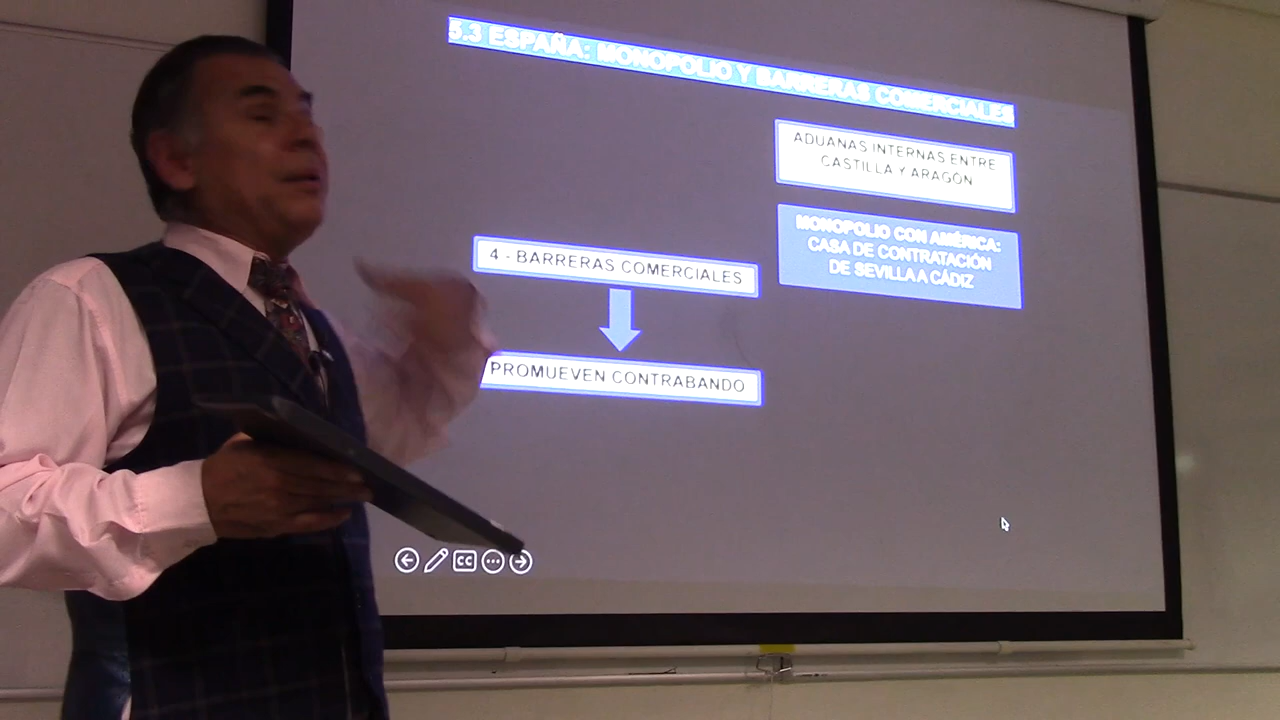 5.3 ESPAÑA: MONOPOLIO Y BARRERAS COMERCIALES
ADUANAS INTERNAS ENTRE
CASTILLA Y ARAGÓN
MONOPOLIO CON AMÉRICA:
CASA DE CONTRATACIÓN
DE SEVILLA A CÁDIZ
4 - BARRERAS COMERCIALES
PROMUEVEN CONTRABANDO
CC